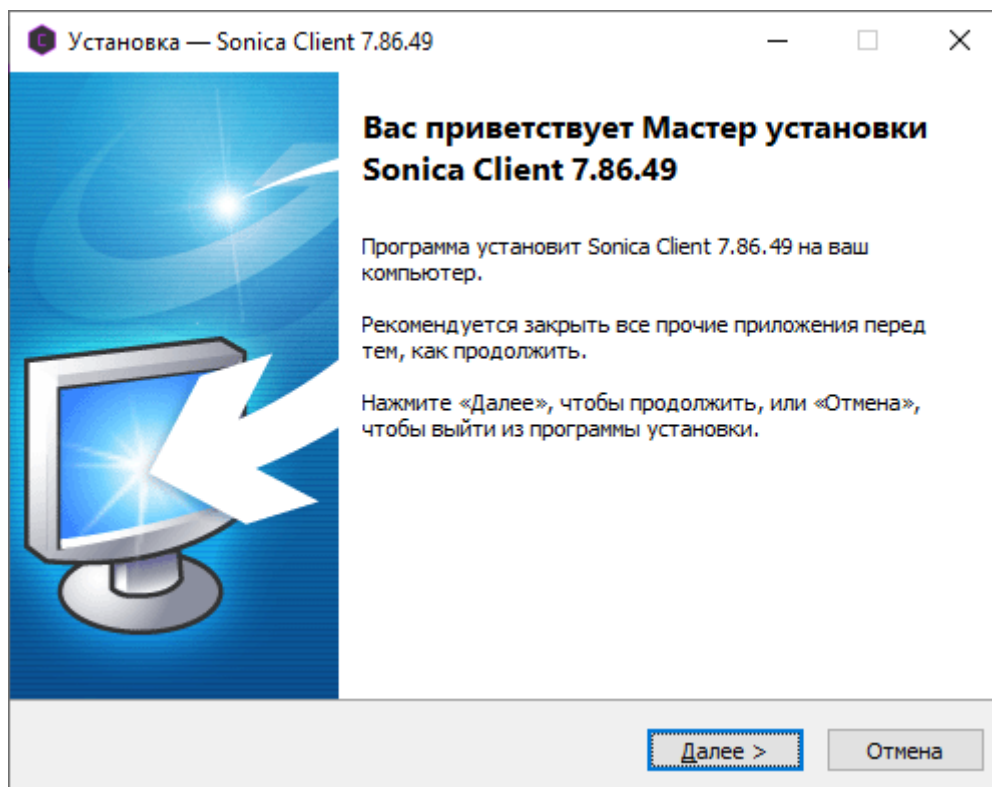 Установка — Sonica Client 7.86.49
Вас приветствует Мастер установки
Sonica Client 7.86.49
Программа установит Sonica Client 7.86.49 на ваш
компьютер.
Рекомендуется закрыть все прочие приложения перед
тем, как продолжить.
Нажмите «Далее», чтобы продолжить, или «Отмена»,
чтобы выйти из программы установки.
Далее >
Отмена